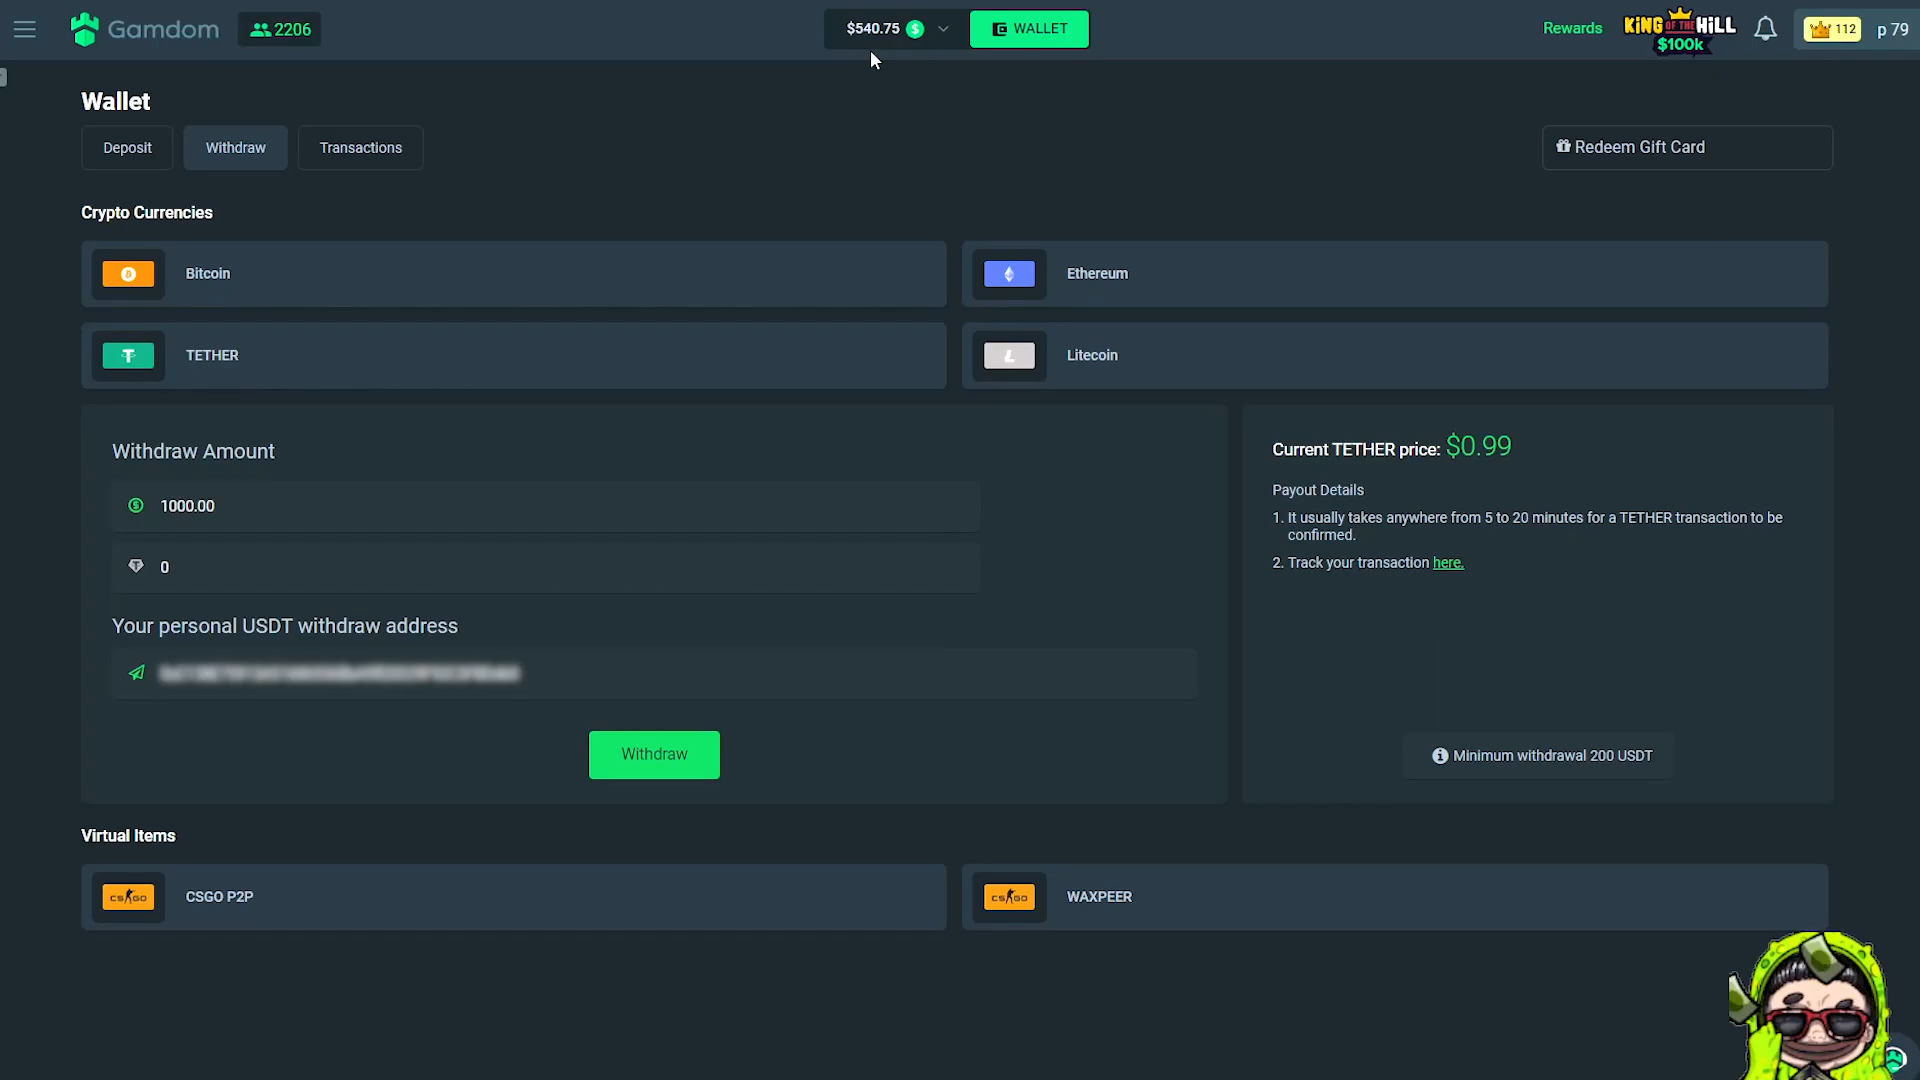 Gamdom
2206
$540.75
WALLET
Rewards
KING OF THE HILL
$100k
112
p 79
Wallet
Deposit
Withdraw
Transactions
Redeem Gift Card
Crypto Currencies
Bitcoin
Ethereum
TETHER
Litecoin
Withdraw Amount
1000.00
0
Your personal USDT withdraw address
Withdraw
Current TETHER price: $0.99
Payout Details
1. It usually takes anywhere from 5 to 20 minutes for a TETHER transaction to be
confirmed.
2. Track your transaction here.
Minimum withdrawal 200 USDT
Virtual Items
CSGO P2P
WAXPEER